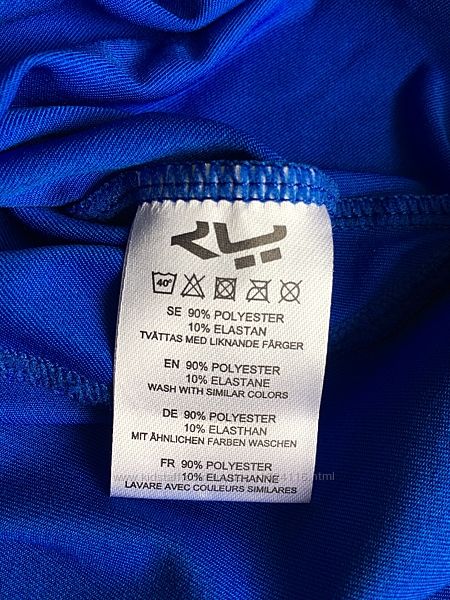 40°
SE 90% POLYESTER
10% ELASTAN
TVÄTTAS MED LIKNANDE FÄRGER
EN 90% POLYESTER
10% ELASTANE
WASH WITH SIMILAR COLORS
DE 90% POLYESTER
10% ELASTHAN
MIT ÄHNLICHEN FARBEN WASCHEN
FR 90% POLYESTER
10% ELASTHANNE
LAVARE AVEC COULEURS SIMILARES